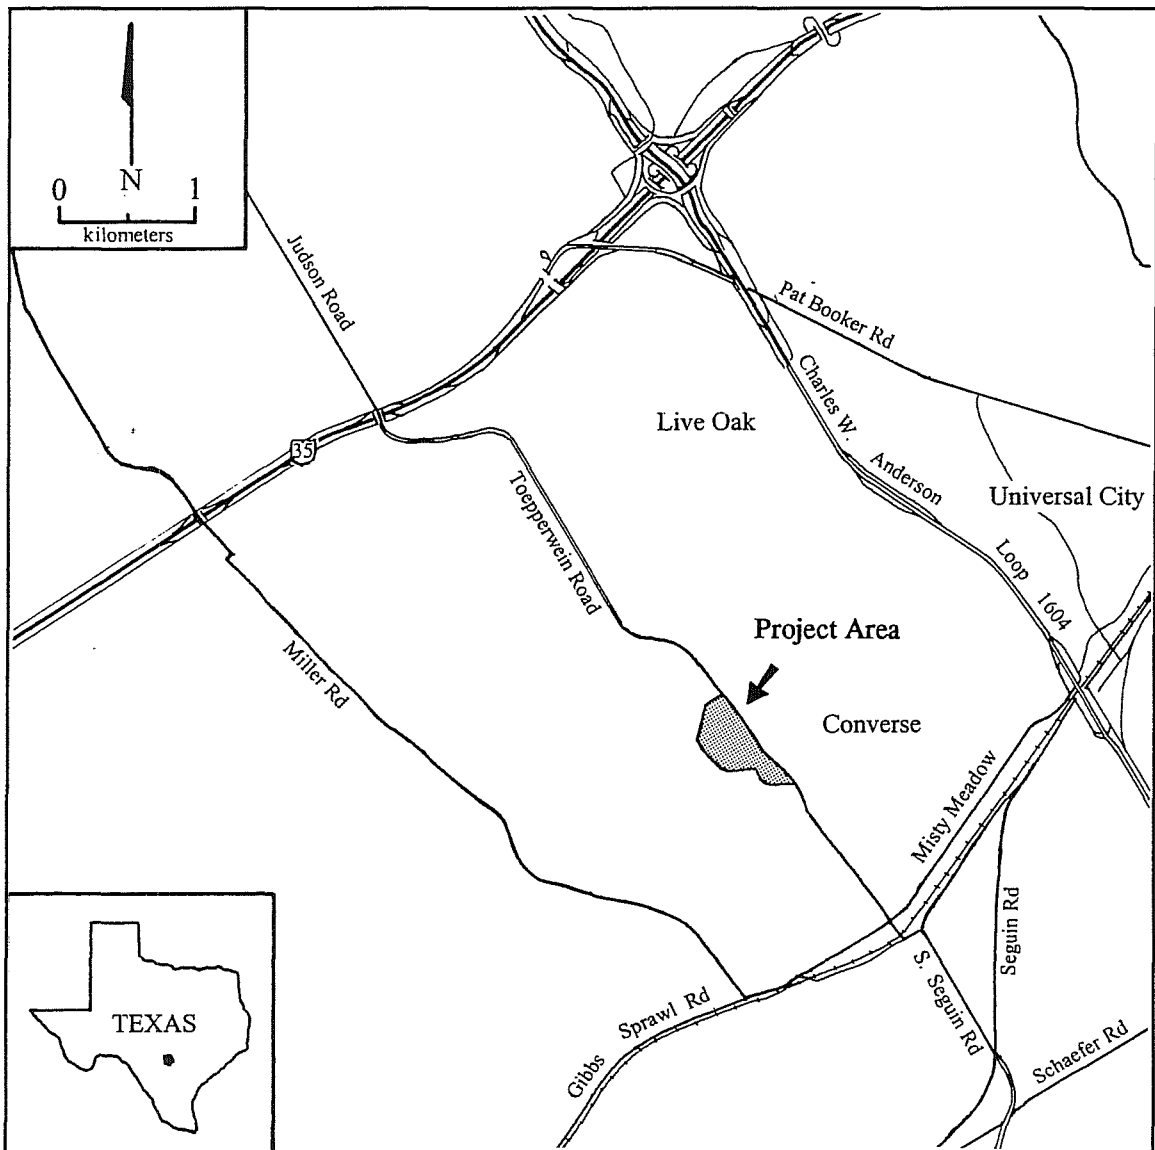 N
0 1
kilometers
Judson Road
Pat Booker Rd
Charles W.
Anderson
Loop 1604
Live Oak
35
Universal City
Toepperwein Road
Project Area
Miller Rd
Converse
Misty Meadow
Seguin Rd
S. Seguin Rd
Gibbs Sprawl Rd
Schaefer Rd
TEXAS